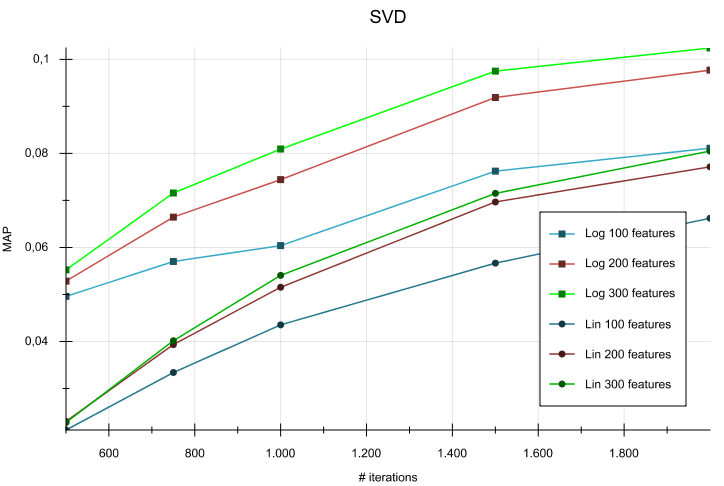 SVD
0,1
0,08
0,06
0,04
MAP
600 800 1.000 1.200 1.400 1.600 1.800
# iterations
Log 100 features
Log 200 features
Log 300 features
Lin 100 features
Lin 200 features
Lin 300 features